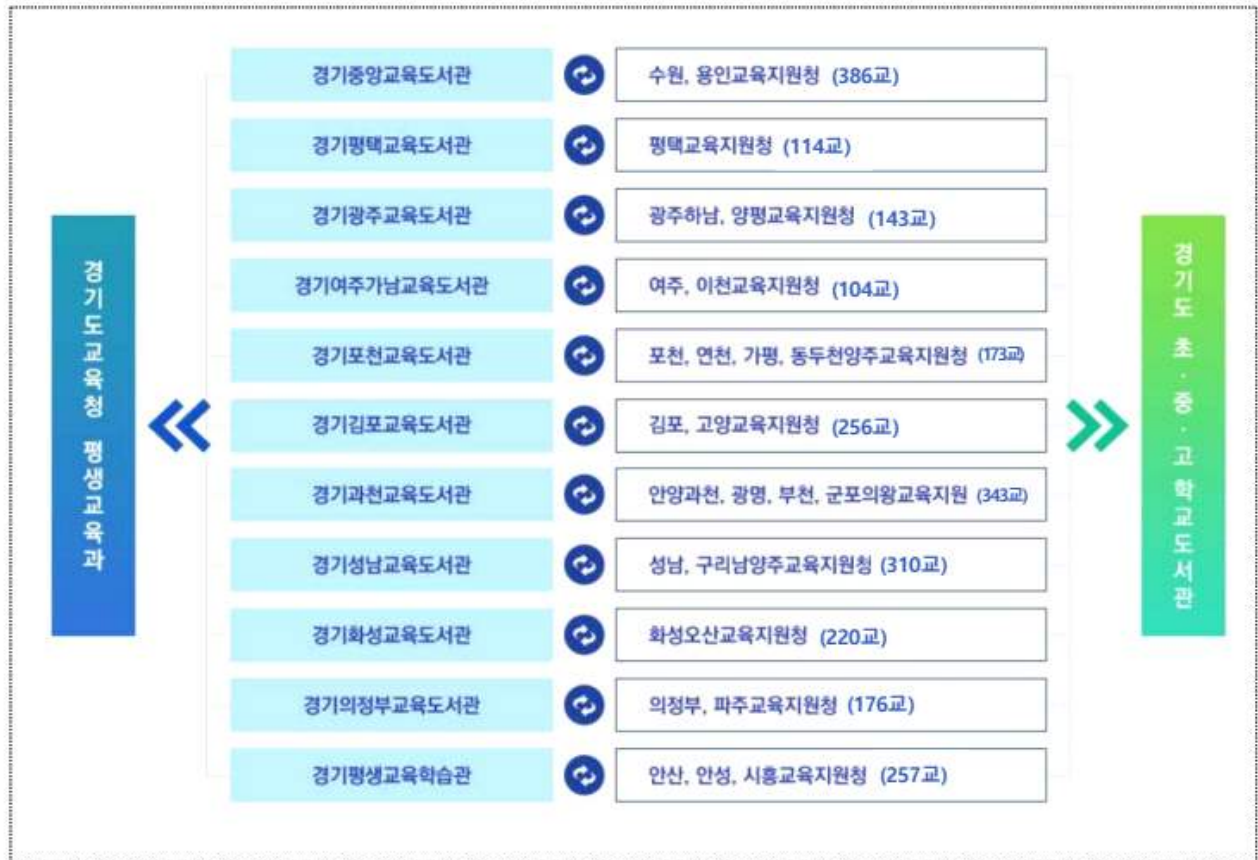 경기도교육청 평생교육과
경기중앙교육도서관
수원, 용인교육지원청 (386교)
경기평택교육도서관
평택교육지원청 (114교)
경기광주교육도서관
광주하남, 양평교육지원청 (143교)
경기여주가남교육도서관
여주, 이천교육지원청 (104교)
경기포천교육도서관
포천, 연천, 가평, 동두천양주교육지원청 (173교)
경기김포교육도서관
김포, 고양교육지원청 (256교)
경기과천교육도서관
안양과천, 광명, 부천, 군포의왕교육지원 (343교)
경기성남교육도서관
성남, 구리남양주교육지원청 (310교)
경기화성교육도서관
화성오산교육지원청 (220교)
경기의정부교육도서관
의정부, 파주교육지원청 (176교)
경기평생교육학습관
안산, 안성, 시흥교육지원청 (257교)
경기도 초·중·고 학교도서관